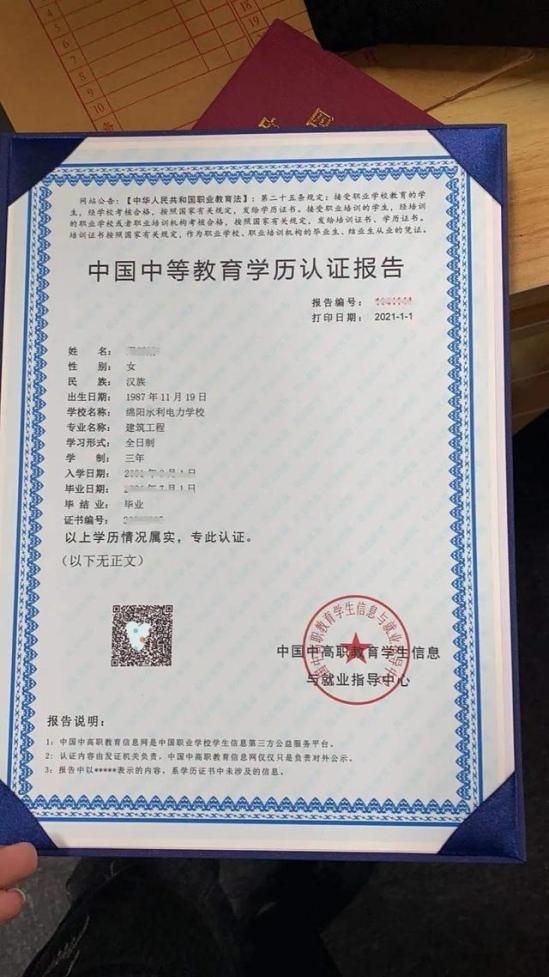 4
5
6
7
8
9
10
网站公告：【中华人民共和国职业教育法】：第二十五条规定：接受职业学校教育的学
生，经学校考核合格，按照国家有关规定，发给学历证书。接受职业培训的学生，经培训
的职业学校或者职业培训机构考核合格，按照国家有关规定，发给培训证书、学历证书。
培训证书按照国家有关规定，作为职业学校、职业培训机构的毕业生、结业生从业的凭证。
中国中等教育学历认证报告
报告编号：
打印日期： 2021-1-1
姓 名：
性 别： 女
民 族： 汉族
出生日期： 1987 年 11 月 19 日
学校名称： 绵阳水利电力学校
专业名称： 建筑工程
学习形式： 全日制
学 制： 三年
入学日期：
毕业日期：
毕 结 业： 毕业
证书编号：
以上学历情况属实，专此认证。
（以下无正文）
中国中高职教育学生信息
与就业指导中心
报告说明：
1：中国中高职教育信息网是中国职业学校学生信息第三方公益服务平台。
2：认证内容由发证机关负责，中国中高职教育信息网仅仅只是负责对外公示。
3：报告中以*****表示的内容，系学历证书中未涉及的信息。